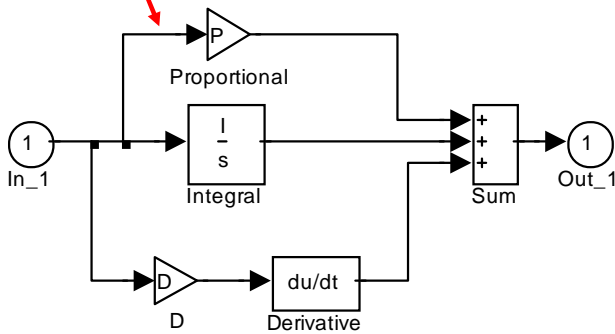 P
Proportional
1
In_1
I
s
Integral
+
+
+
Sum
1
Out_1
D
D
du/dt
Derivative